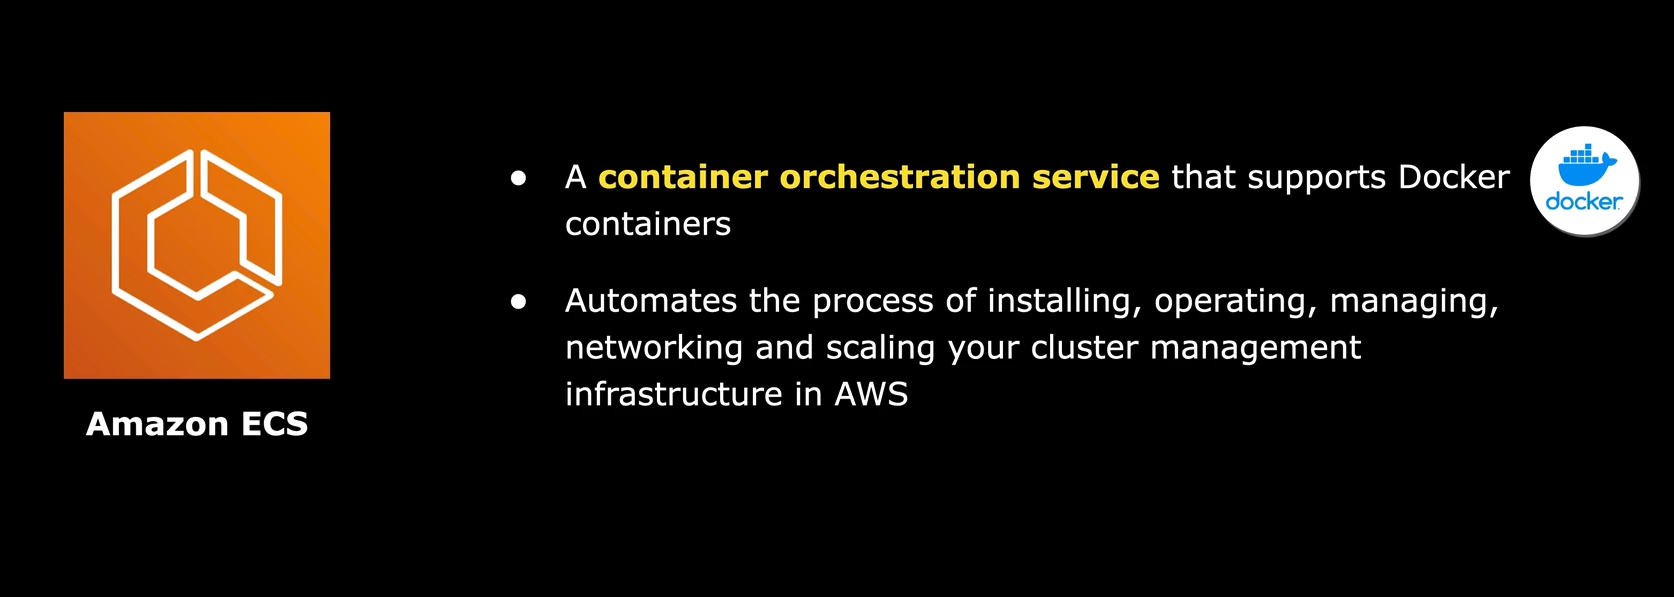 Amazon ECS
● A container orchestration service that supports Docker
containers
● Automates the process of installing, operating, managing,
networking and scaling your cluster management
infrastructure in AWS
docker